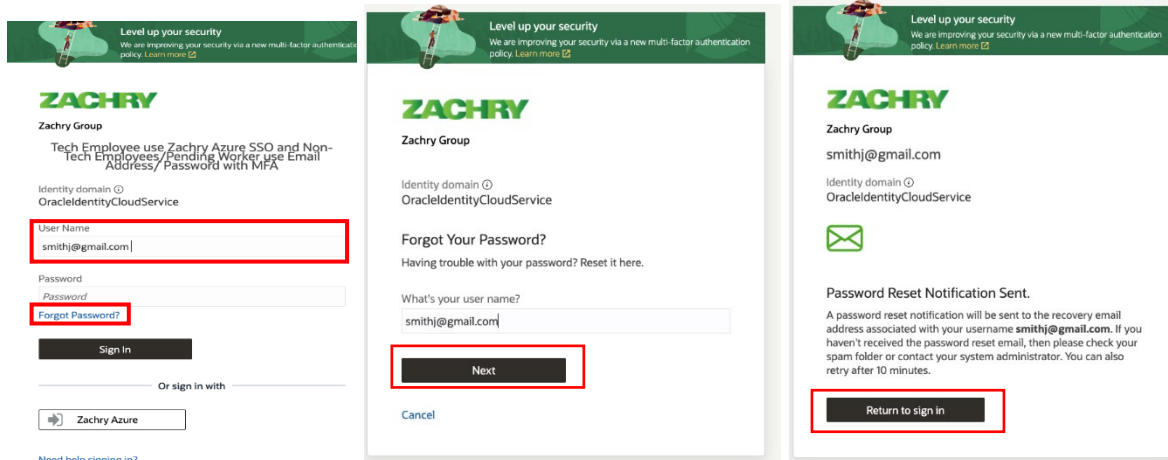 Level up your security
We are improving your security via a new multi-factor authenticatic
policy. Learn more
ZACHRY
Zachry Group
Tech Employee use Zachry Azure SSO and Non-
Tech Employees/Pending Worker use Email
Address/ Password with MFA
Identity domain
OracleIdentityCloudService
User Name
smithj@gmail.com
Password
Password
Forgot Password?
Sign In
Or sign in with
Zachry Azure
Need help signing in?
Level up your security
We are improving your security via a new multi-factor authentication
policy. Learn more
ZACHRY
Zachry Group
Identity domain
OracleIdentityCloudService
Forgot Your Password?
Having trouble with your password? Reset it here.
What's your user name?
smithj@gmail.com
Next
Cancel
Level up your security
We are improving your security via a new multi-factor authentication
policy. Learn more
ZACHRY
Zachry Group
smithj@gmail.com
Identity domain
OracleIdentityCloudService
Password Reset Notification Sent.
A password reset notification will be sent to the recovery email
address associated with your username smithj@gmail.com. If you
haven't received the password reset email, then please check your
spam folder or contact your system administrator. You can also
retry after 10 minutes.
Return to sign in